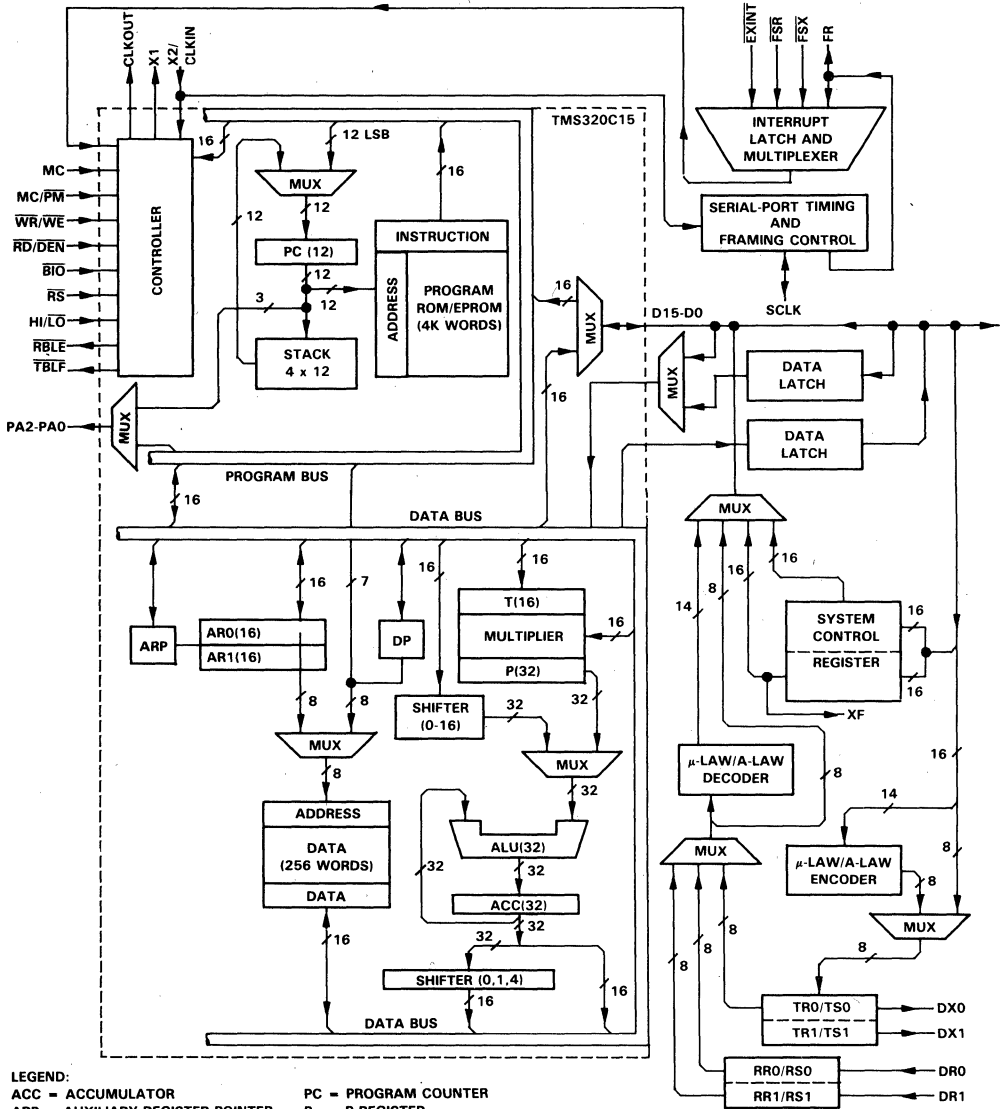 CLKOUT
X1
X2/
CLKIN
EXINT
FSR
FSX
FR
TMS320C15
16
12 LSB
16
INTERRUPT
LATCH AND
MULTIPLEXER
MC
MC/PM
WR/WE
RD/DEN
BIO
RS
HI/LO
RBLE
TBLF
CONTROLLER
MUX
12
12
PC (12)
12
12
3
STACK
4 x 12
INSTRUCTION
ADDRESS
PROGRAM
ROM/EPROM
(4K WORDS)
SERIAL-PORT TIMING
AND
FRAMING CONTROL
SCLK
16
MUX
D15-D0
16
MUX
DATA
LATCH
DATA
LATCH
PA2-PA0
MUX
PROGRAM BUS
16
DATA BUS
MUX
16
7
16
16
14
8
16
16
ARP
AR0(16)
AR1(16)
DP
T(16)
MULTIPLIER
P(32)
16
SYSTEM
CONTROL
REGISTER
16
16
XF
8
8
SHIFTER
(0-16)
32
32
MUX
MUX
8
32
μ-LAW/A-LAW
DECODER
8
16
14
ADDRESS
DATA
(256 WORDS)
DATA
ALU(32)
32
32
ACC(32)
32
MUX
μ-LAW/A-LAW
ENCODER
8
8
MUX
8
8
8
8
16
32
SHIFTER (0,1,4)
16
16
DATA BUS
TR0/TS0
TR1/TS1
DX0
DX1
RR0/RS0
RR1/RS1
DR0
DR1
LEGEND:
ACC = ACCUMULATOR PC = PROGRAM COUNTER
ARP = AUXILIARY REGISTER POINTER P = P REGISTER